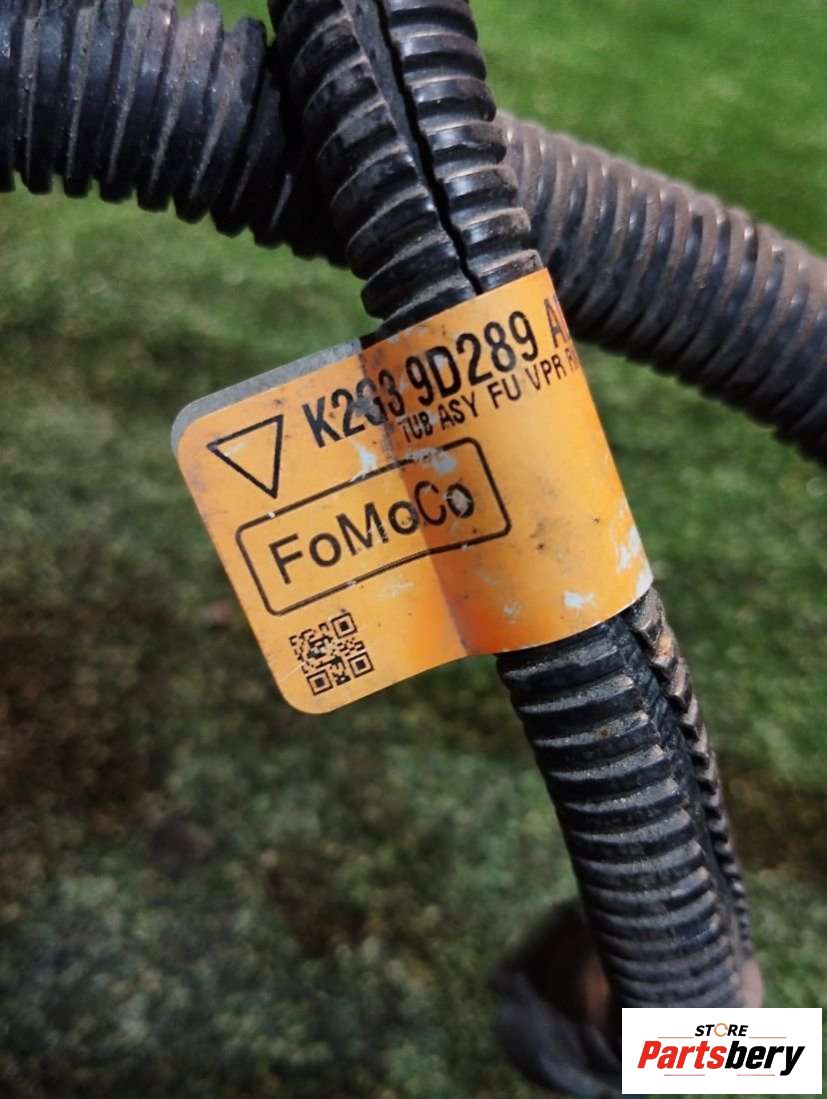 K2G3 9D289
TUB ASY FU VPR
FoMoCo
STORE
Partsbery